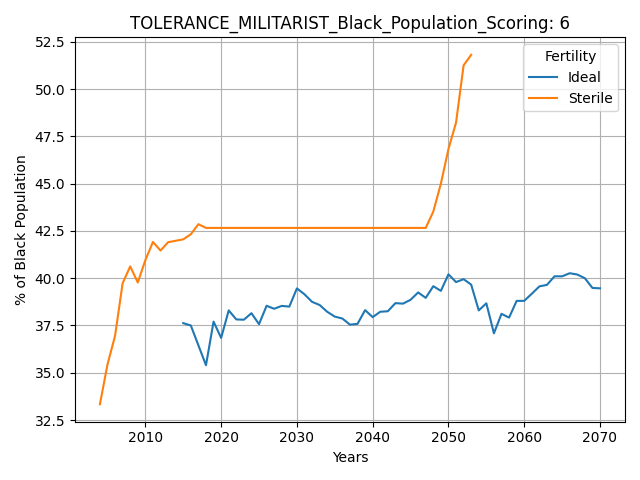 TOLERANCE_MILITARIST_Black_Population_Scoring: 6
52.5
50.0
47.5
45.0
42.5
40.0
37.5
35.0
32.5
% of Black Population
Fertility
Ideal
Sterile
2010 2020 2030 2040 2050 2060 2070
Years